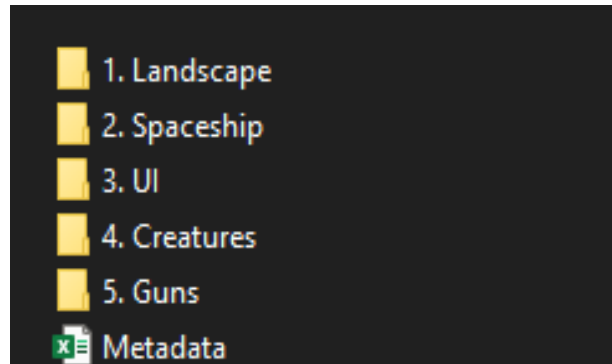 1. Landscape
2. Spaceship
3. UI
4. Creatures
5. Guns
Metadata